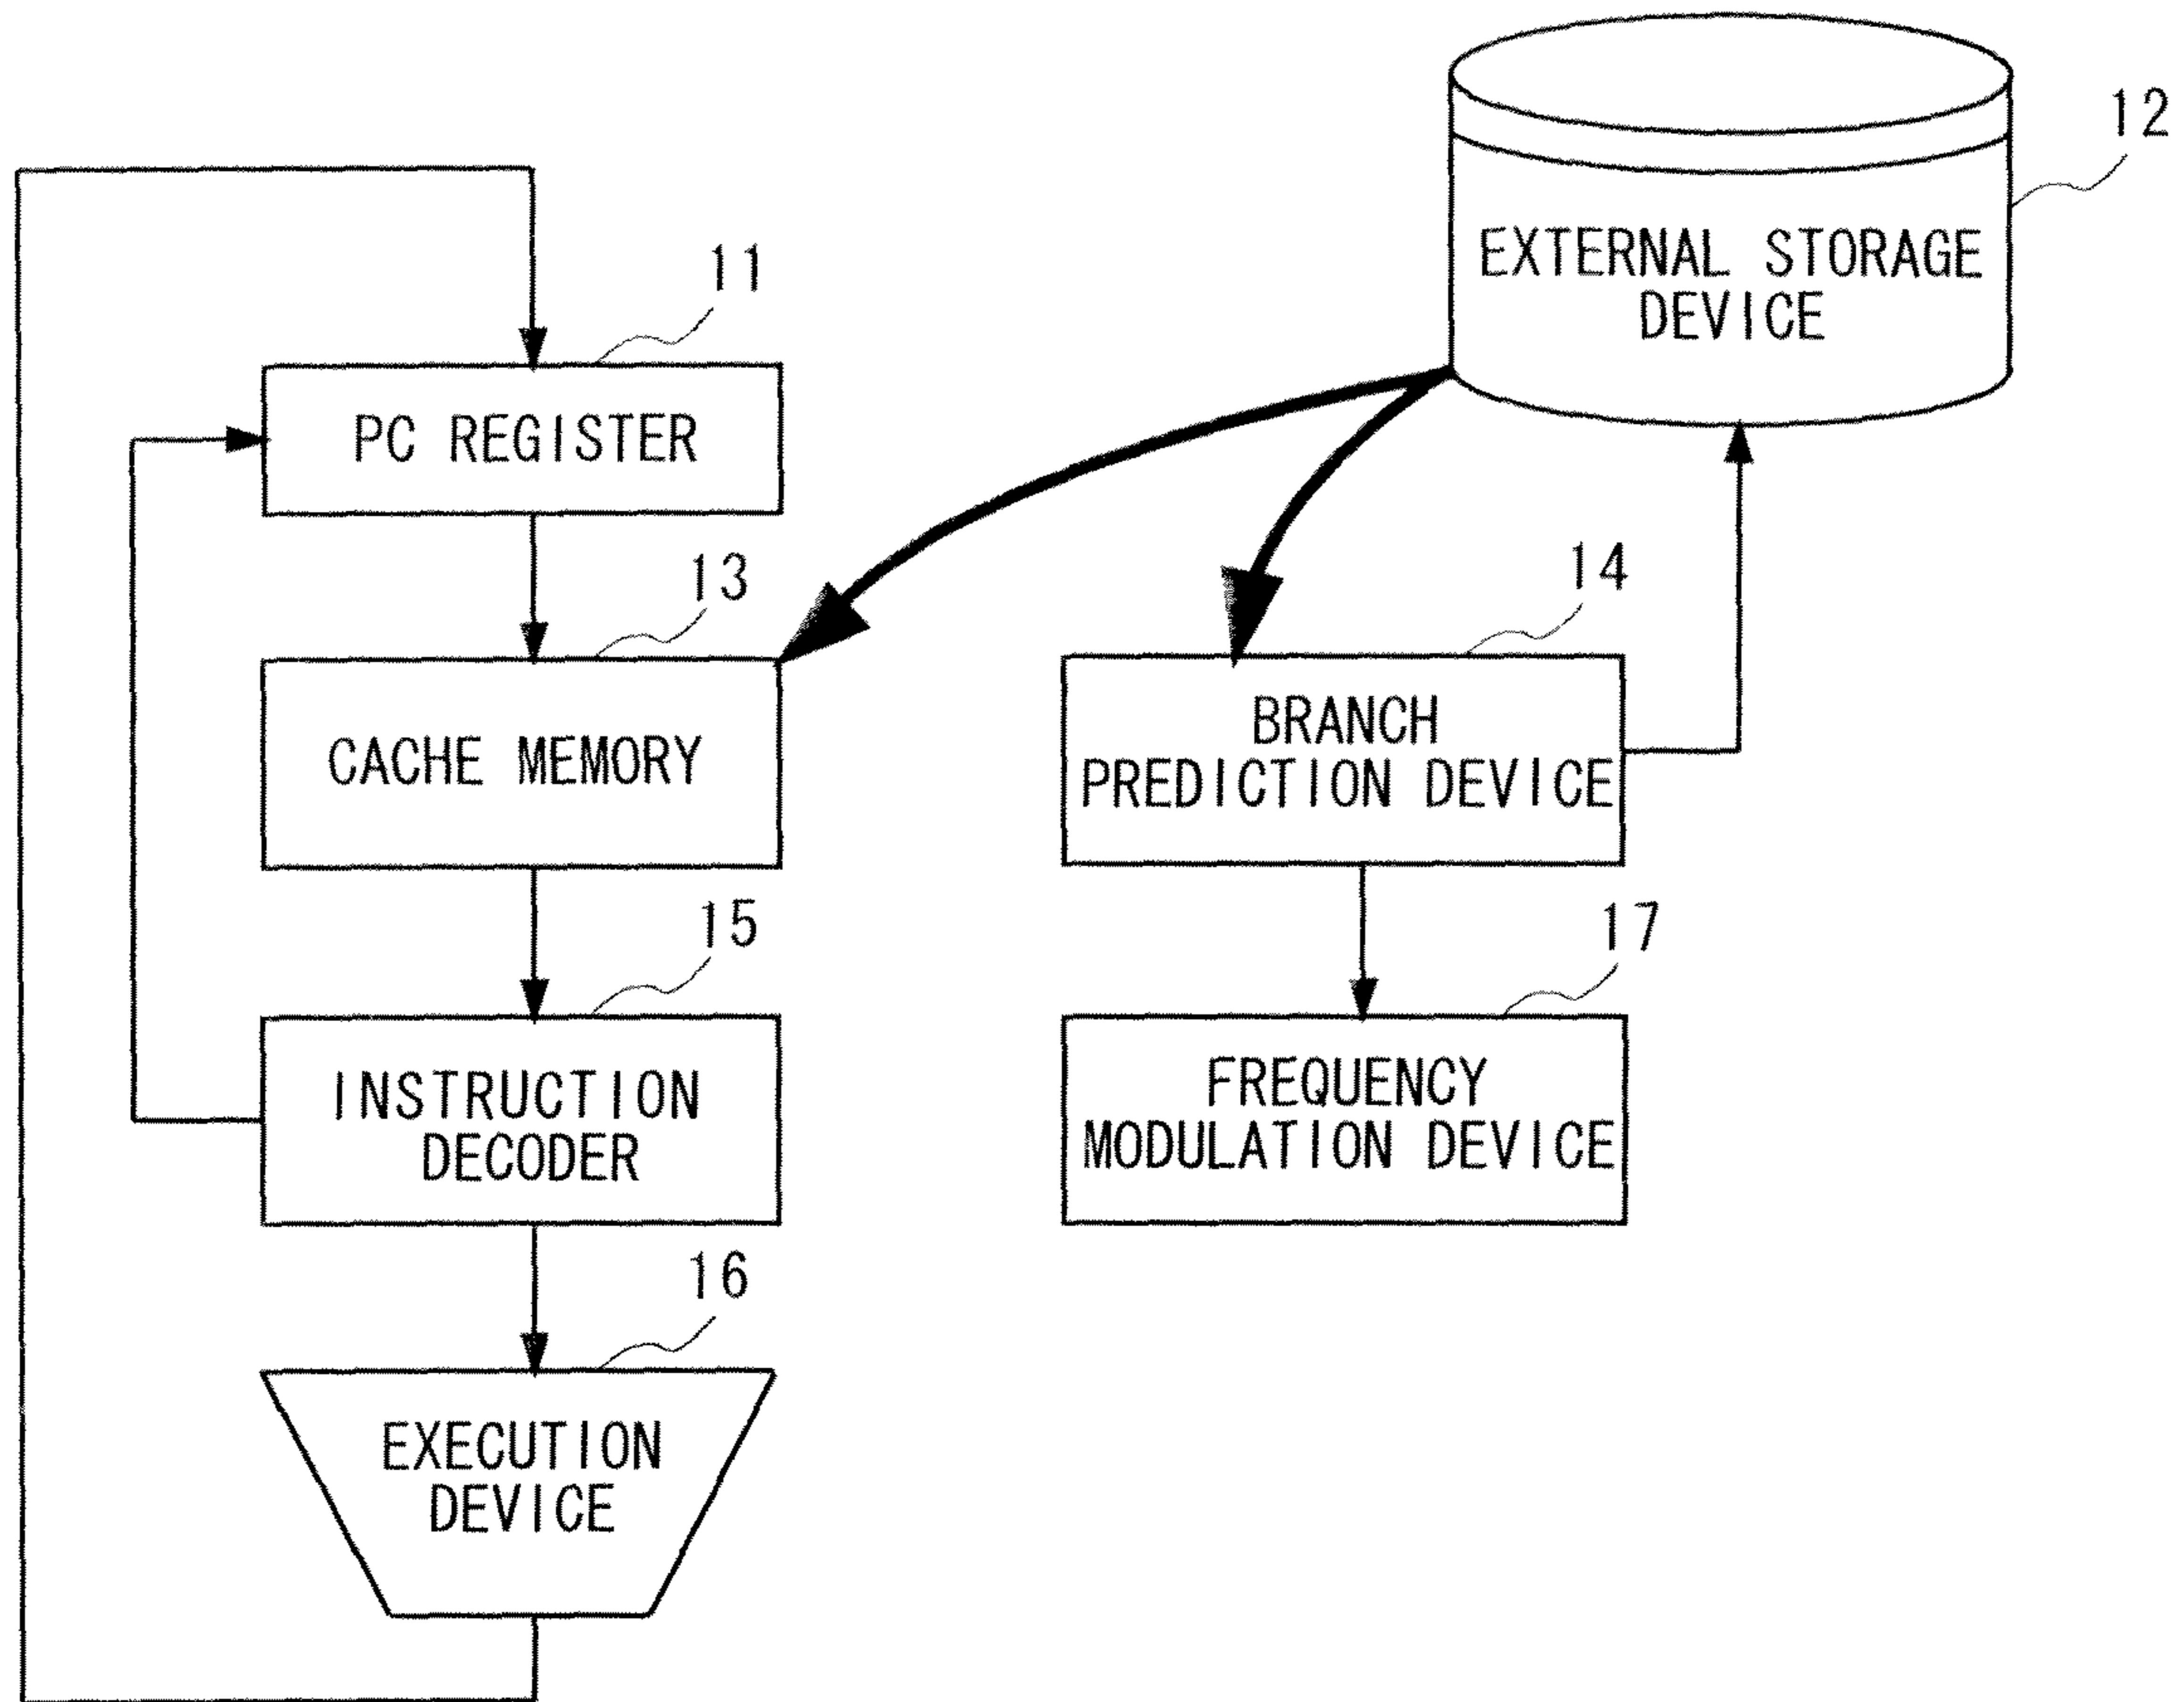 12
EXTERNAL STORAGE
DEVICE
11
PC REGISTER
13
CACHE MEMORY
14
BRANCH
PREDICTION DEVICE
15
INSTRUCTION
DECODER
17
FREQUENCY
MODULATION DEVICE
16
EXECUTION
DEVICE